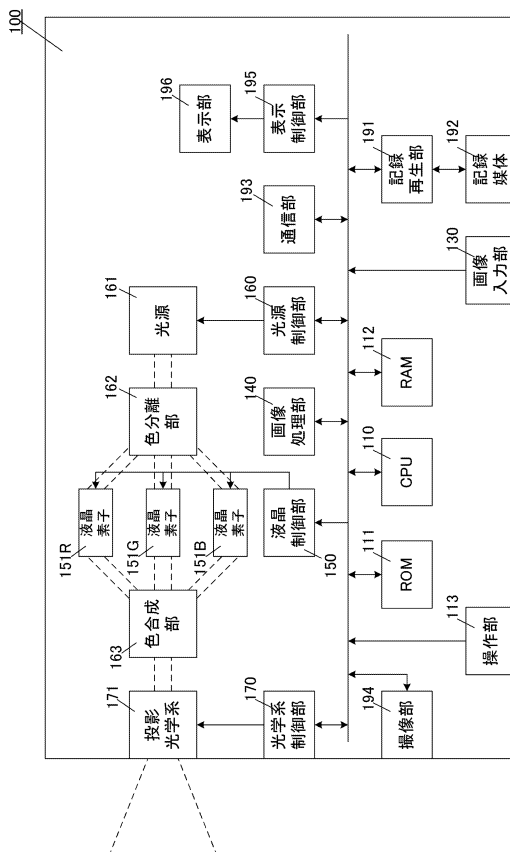 100
171
投影
光学系
163
色合成
部
151R
液晶
素子
151G
液晶
素子
151B
液晶
素子
162
色分離
部
161
光源
170
光学系
制御部
150
液晶
制御部
140
画像
処理部
160
光源
制御部
193
通信部
196
表示部
195
表示
制御部
194
撮像部
113
操作部
111
ROM
110
CPU
112
RAM
130
画像
入力部
191
記録
再生部
192
記録
媒体